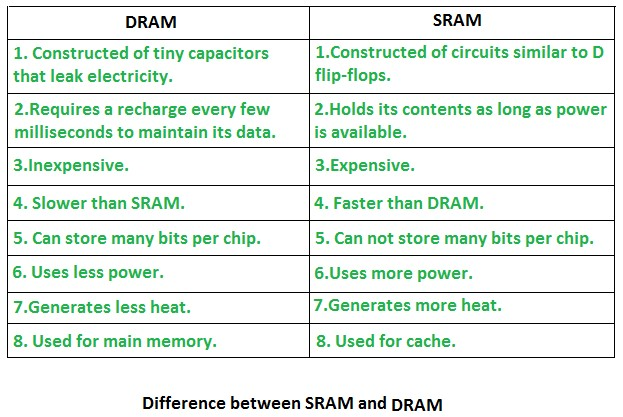 DRAM SRAM
1. Constructed of tiny capacitors
that leak electricity.
1.Constructed of circuits similar to D
flip-flops.
2.Requires a recharge every few
milliseconds to maintain its data.
2.Holds its contents as long as power
is available.
3.Inexpensive.
3.Expensive.
4. Slower than SRAM.
4. Faster than DRAM.
5. Can store many bits per chip.
5. Can not store many bits per chip.
6. Uses less power.
6.Uses more power.
7.Generates less heat.
7.Generates more heat.
8. Used for main memory.
8. Used for cache.
Difference between SRAM and DRAM